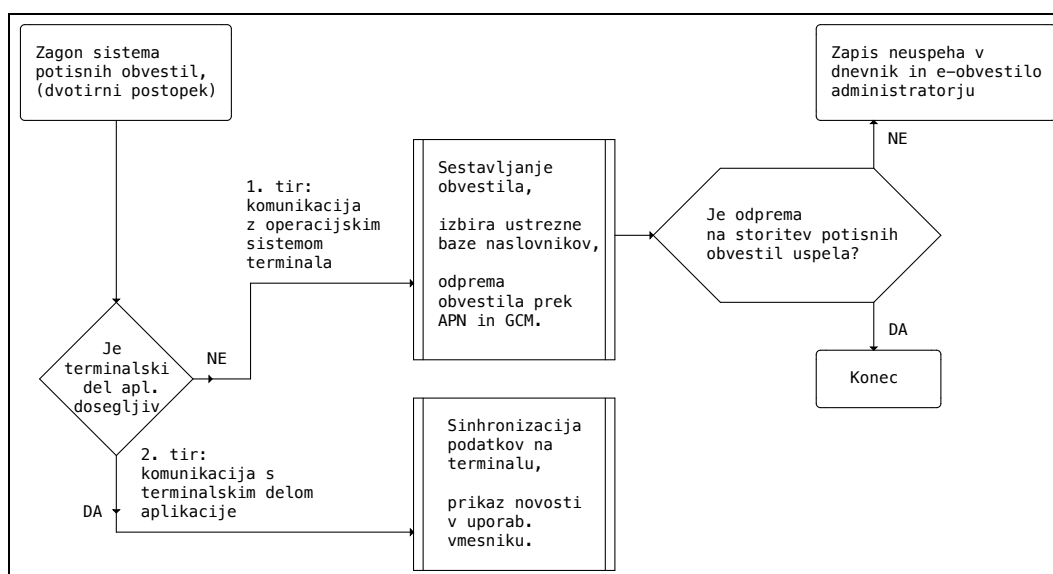 Zagon sistema
potisnih obvestil,
(dvotirni postopek)
Je
terminalski
del apl.
dosegljiv
NE
1. tir:
komunikacija
z operacijskim
sistemom
terminala
Sestavljanje
obvestila,
izbira ustrezne
baze naslovnikov,
odprema
obvestila prek
APN in GCM.
Je odprema
na storitev potisnih
obvestil uspela?
NE
Zapis neuspeha v
dnevnik in e-obvestilo
administratorju
DA
Konec
DA
2. tir:
komunikacija s
terminalskim delom
aplikacije
Sinhronizacija
podatkov na
terminalu,
prikaz novosti
v uporab.
vmesniku.